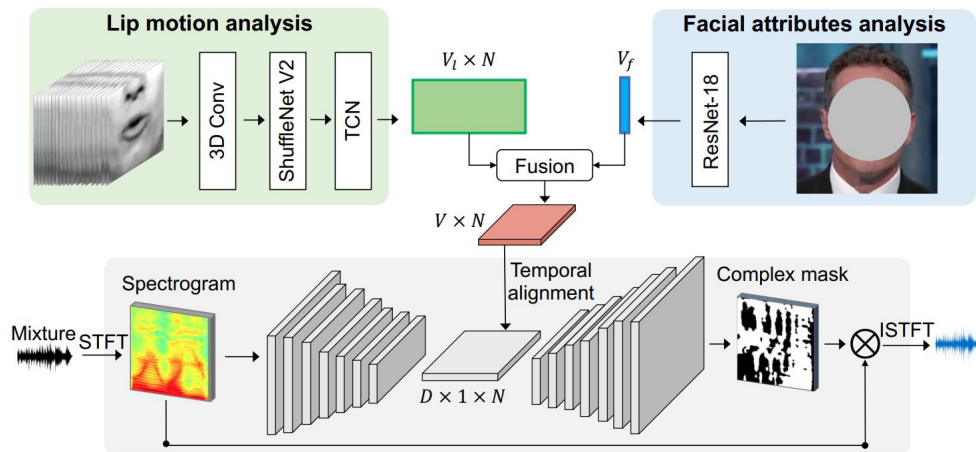 Lip motion analysis
Facial attributes analysis
3D Conv
ShuffleNet V2
TCN
V_l × N
V_f
ResNet-18
Fusion
V × N
Temporal
alignment
Spectrogram
Complex mask
Mixture
STFT
ISTFT
D × 1 × N